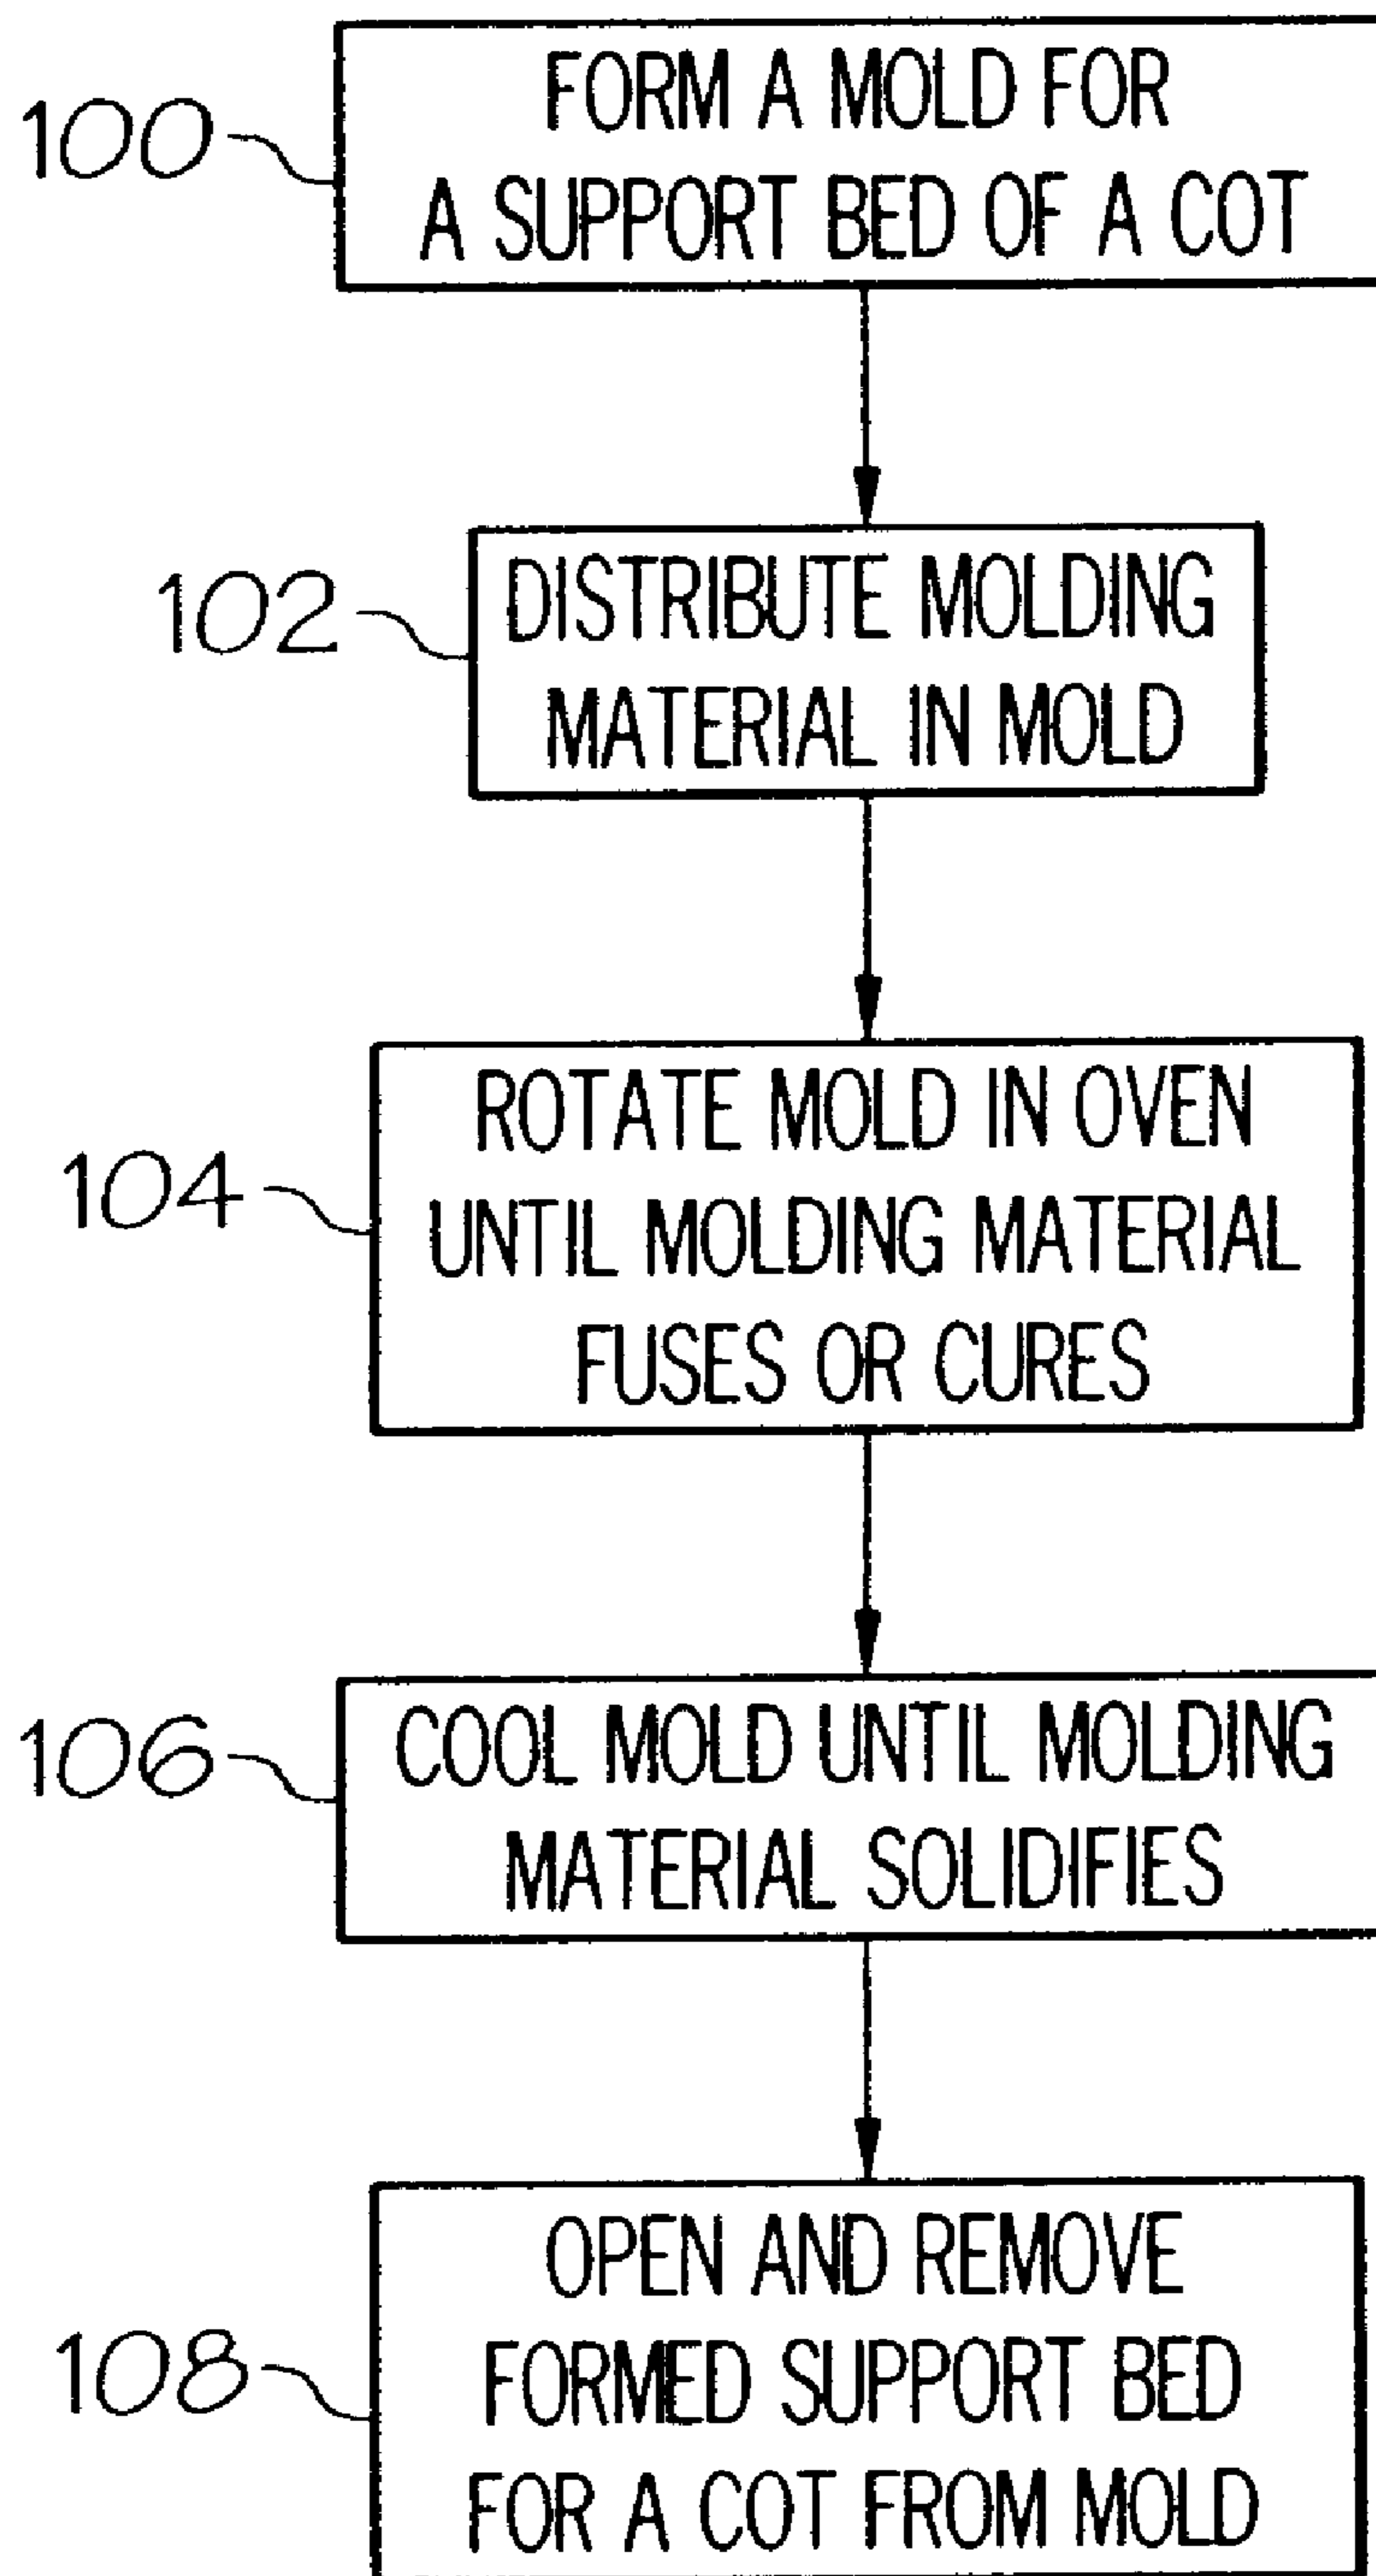 100
FORM A MOLD FOR
A SUPPORT BED OF A COT
102
DISTRIBUTE MOLDING
MATERIAL IN MOLD
104
ROTATE MOLD IN OVEN
UNTIL MOLDING MATERIAL
FUSES OR CURES
106
COOL MOLD UNTIL MOLDING
MATERIAL SOLIDIFIES
108
OPEN AND REMOVE
FORMED SUPPORT BED
FOR A COT FROM MOLD